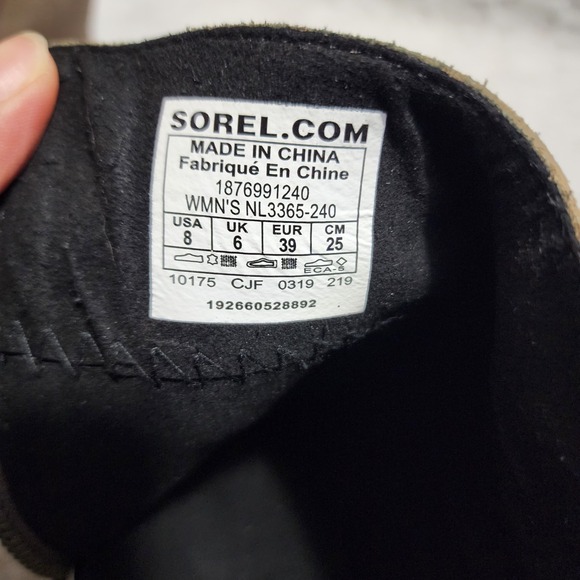 SOREL.COM
MADE IN CHINA
Fabriqué En Chine
1876991240
WMN'S NL3365-240
USA UK EUR CM
8 6 39 25
ECA-5
10175 CJF 0319 219
192660528892